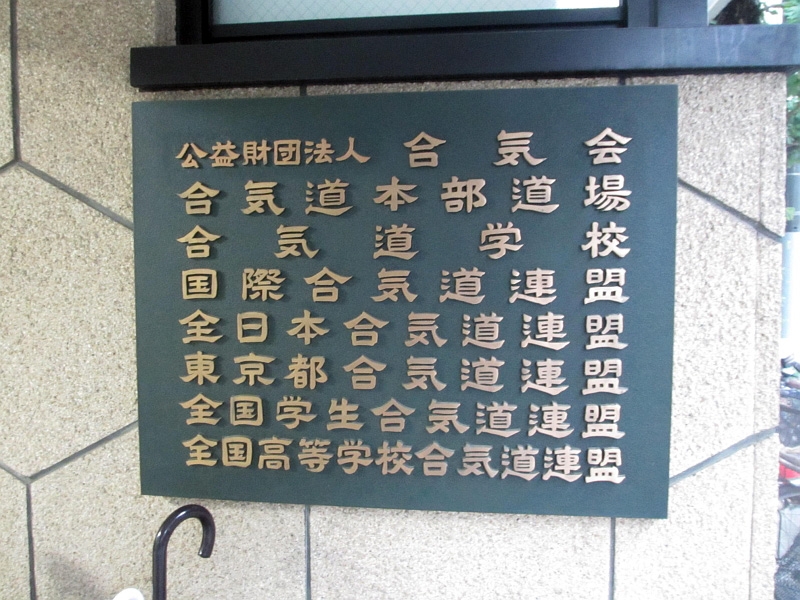 公益財団法人 合気会
合気道本部道場
合気道学校
国際合気道連盟
全日本合気道連盟
東京都合気道連盟
全国学生合気道連盟
全国高等学校合気道連盟